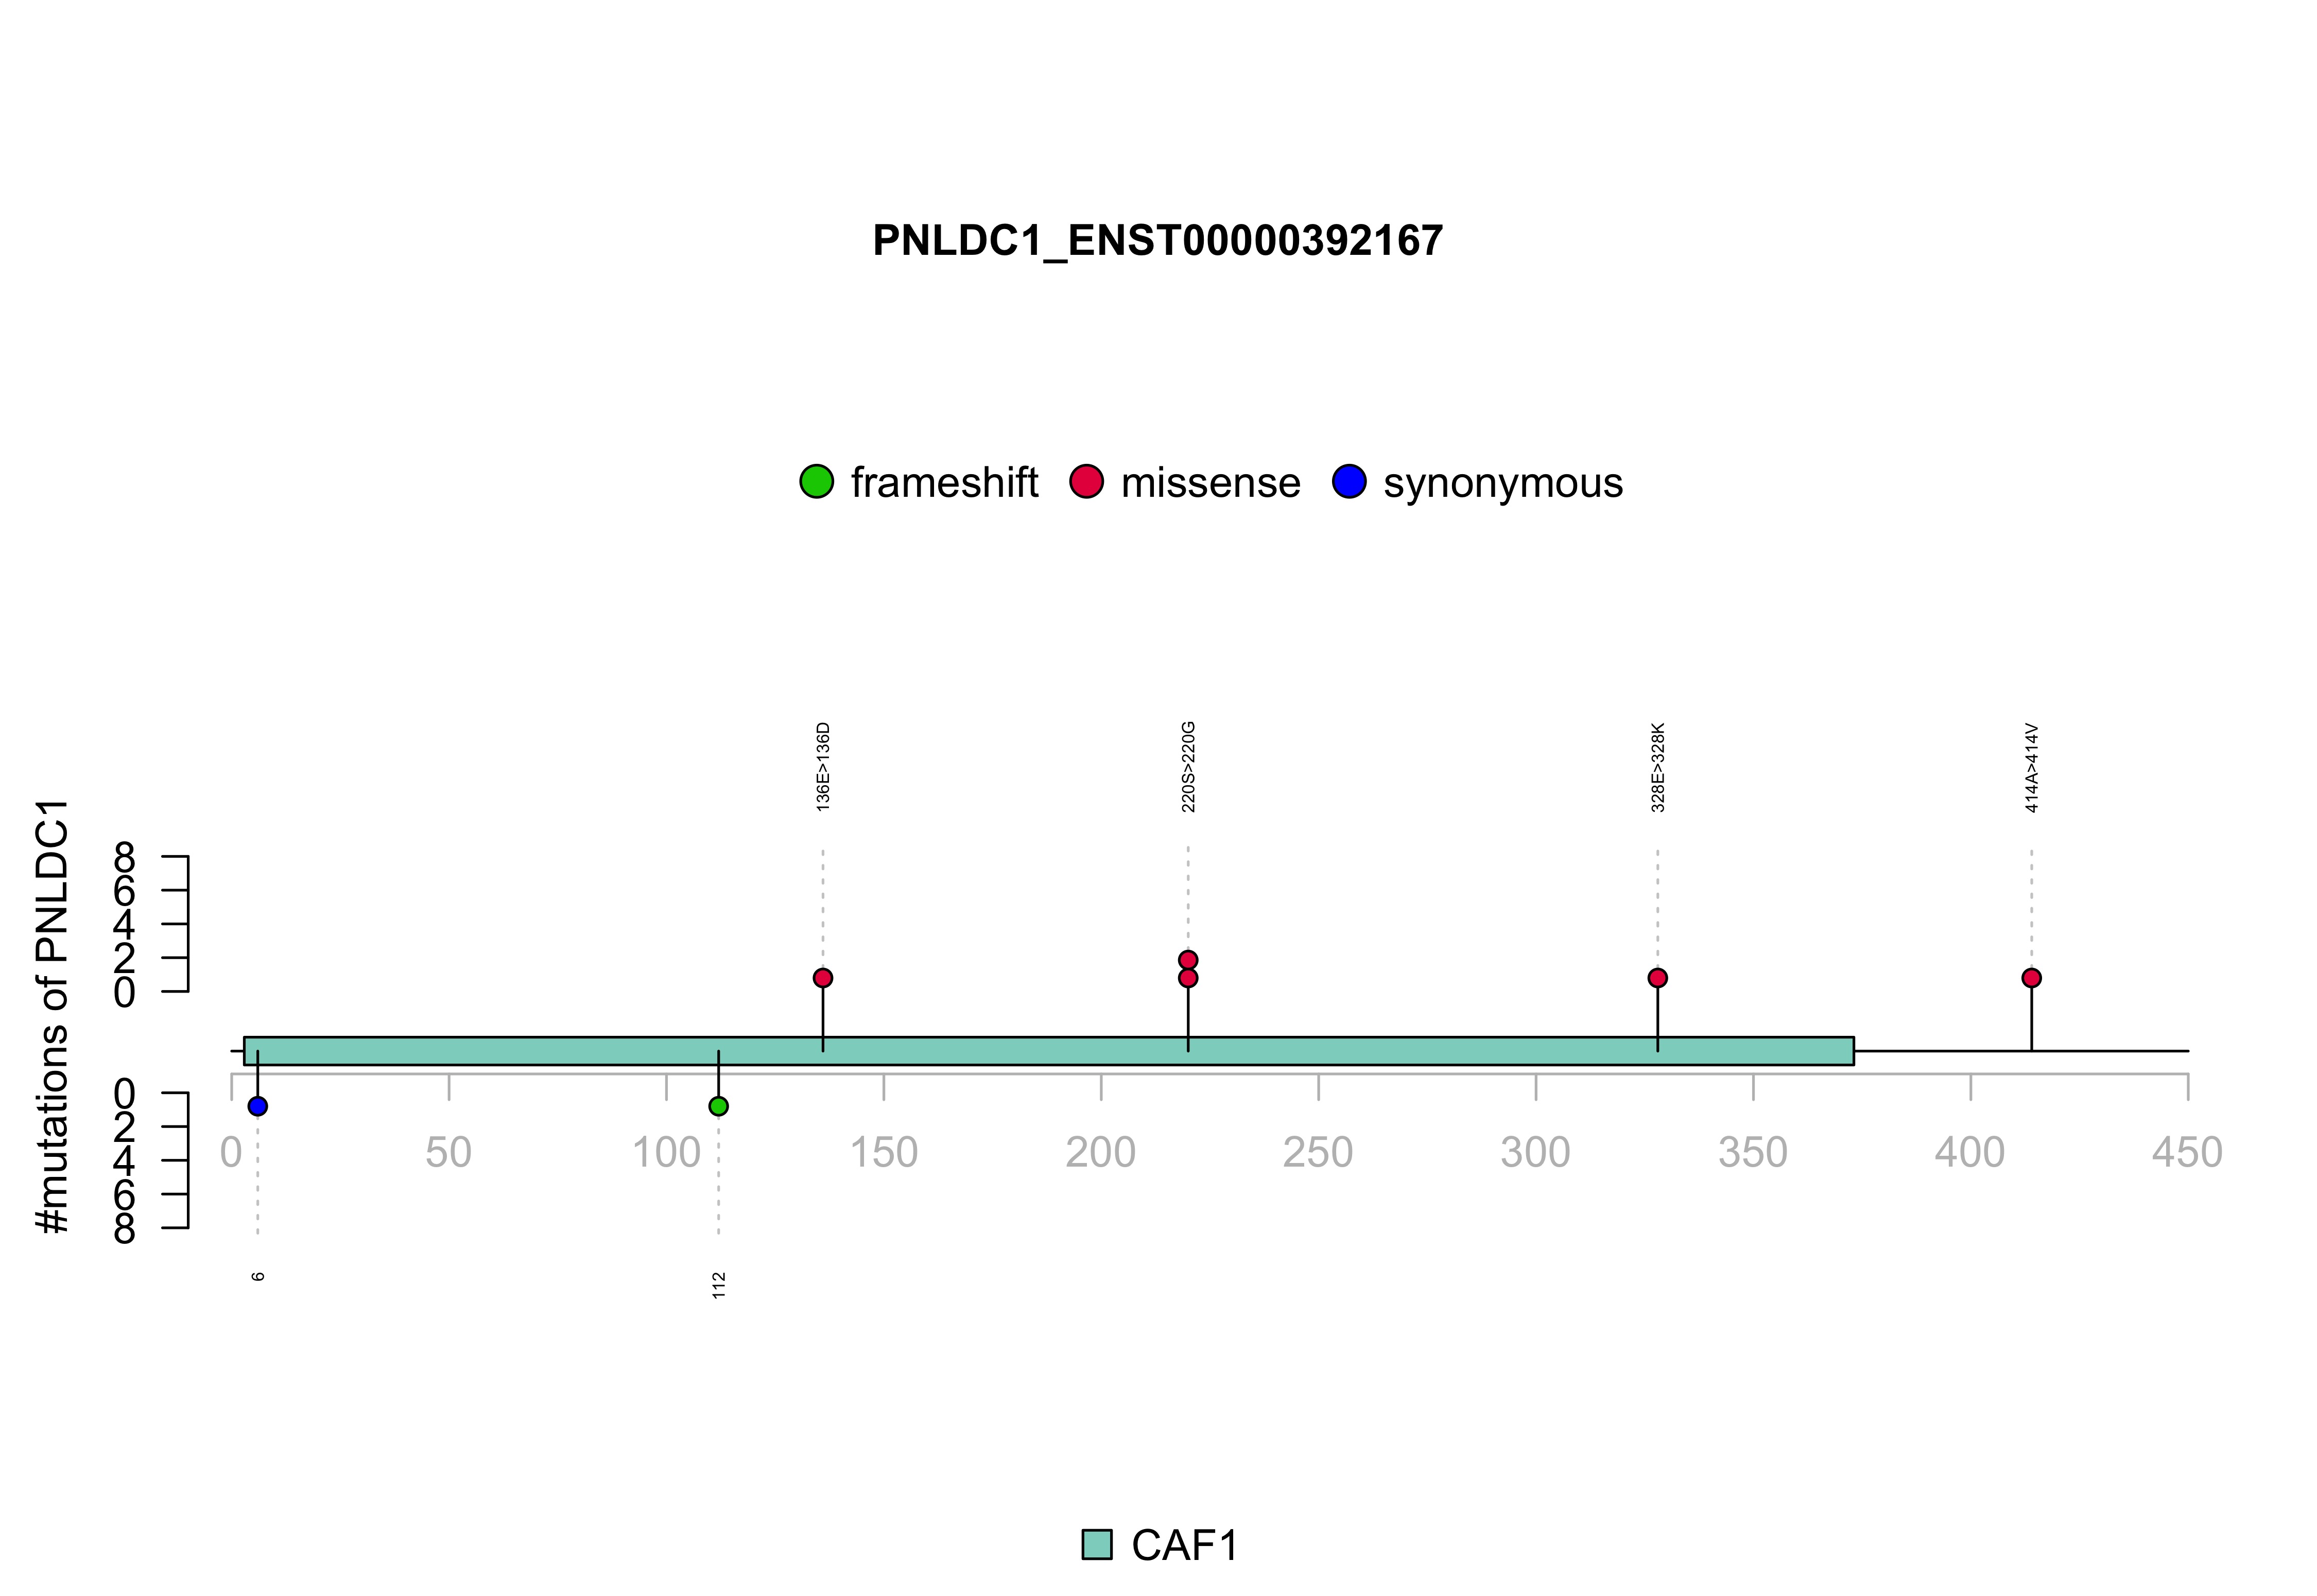 PNLDC1_ENST00000392167
frameshift missense synonymous
136E>136D
220S>220G
328E>328K
414A>414V
#mutations of PNLDC1
8
6
4
2
0
0
2
4
6
8
0 50 100 150 200 250 300 350 400 450
6
112
CAF1